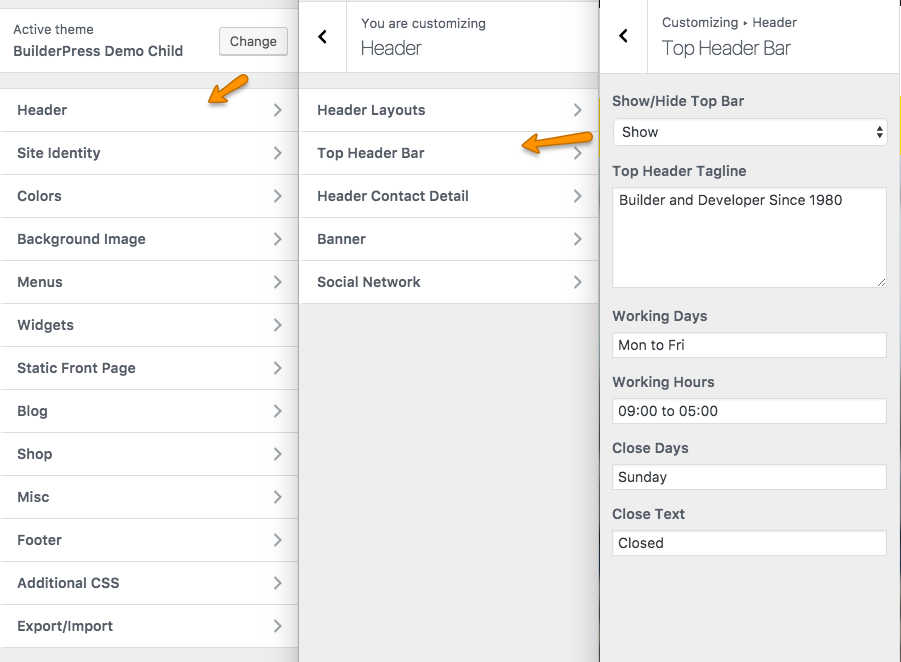 Active theme
BuilderPress Demo Child
Change
Header
Site Identity
Colors
Background Image
Menus
Widgets
Static Front Page
Blog
Shop
Misc
Footer
Additional CSS
Export/Import
You are customizing
Header
Header Layouts
Top Header Bar
Header Contact Detail
Banner
Social Network
Customizing ▸ Header
Top Header Bar
Show/Hide Top Bar
Show
Top Header Tagline
Builder and Developer Since 1980
Working Days
Mon to Fri
Working Hours
09:00 to 05:00
Close Days
Sunday
Close Text
Closed